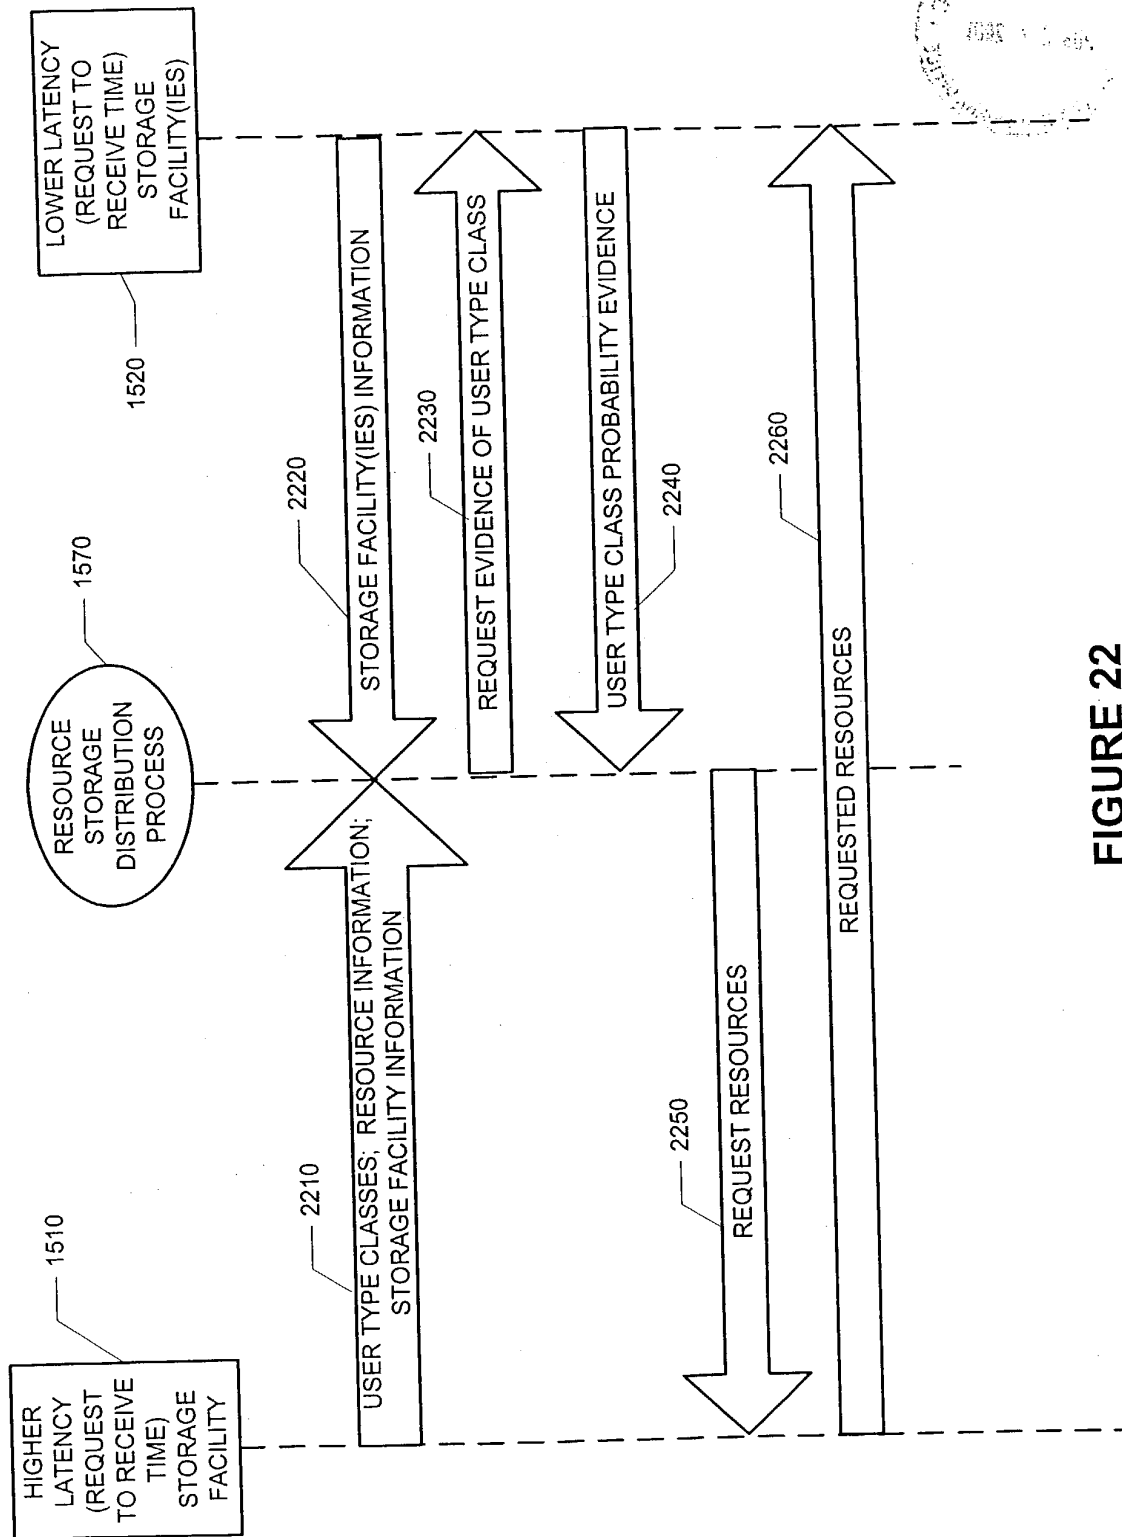 HIGHER
LATENCY
(REQUEST
TO RECEIVE
TIME)
STORAGE
FACILITY
1510
RESOURCE
STORAGE
DISTRIBUTION
PROCESS
1570
LOWER LATENCY
(REQUEST TO
RECEIVE TIME)
STORAGE
FACILITY(IES)
1520
2210
USER TYPE CLASSES; RESOURCE INFORMATION;
STORAGE FACILITY INFORMATION
2220
STORAGE FACILITY(IES) INFORMATION
2230
REQUEST EVIDENCE OF USER TYPE CLASS
USER TYPE CLASS PROBABILITY EVIDENCE
2240
2250
REQUEST RESOURCES
2260
REQUESTED RESOURCES
FIGURE 22